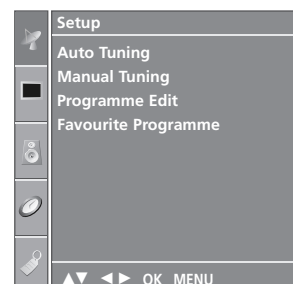 Setup
Auto Tuning
Manual Tuning
Programme Edit
Favourite Programme
▲▼ ◄► OK MENU